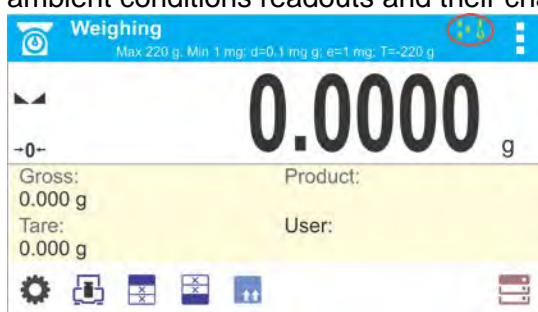 ambient conditions readouts and their cha
Weighing
Max 220 g; Min 1 mg; d=0.1 mg g; e=1 mg; T=-220 g
→0←
0.0000 g
Gross:
0.000 g
Product:
Tare:
0.000 g
User: